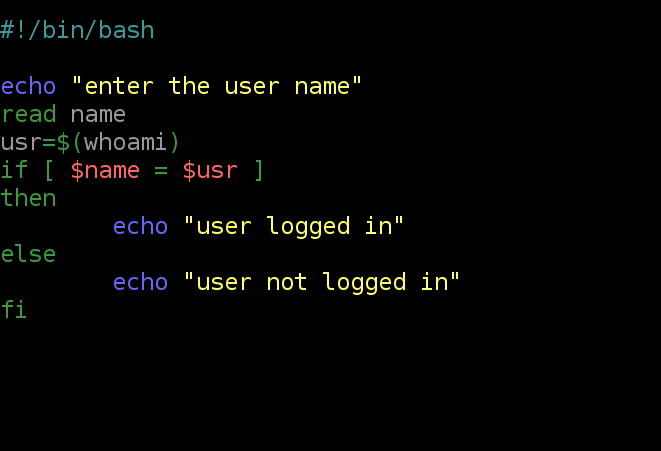 #!/bin/bash
echo "enter the user name"
read name
usr=$(whoami)
if [ $name = $usr ]
then
echo "user logged in"
else
echo "user not logged in"
fi